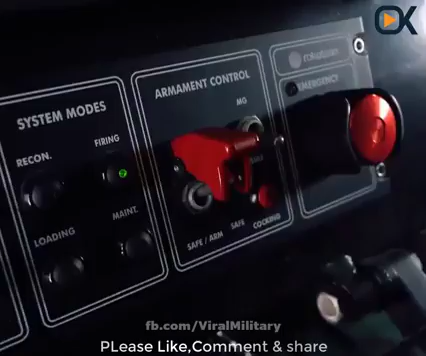 OX
ARMAMENT CONTROL
SYSTEM MODES
EMERGENCY
MG
FIRING
RECON.
MAINT.
LOADING
SAFE / ARM
SAFE
COCKING
fb.com/ViralMilitary
PLease Like,Comment & share